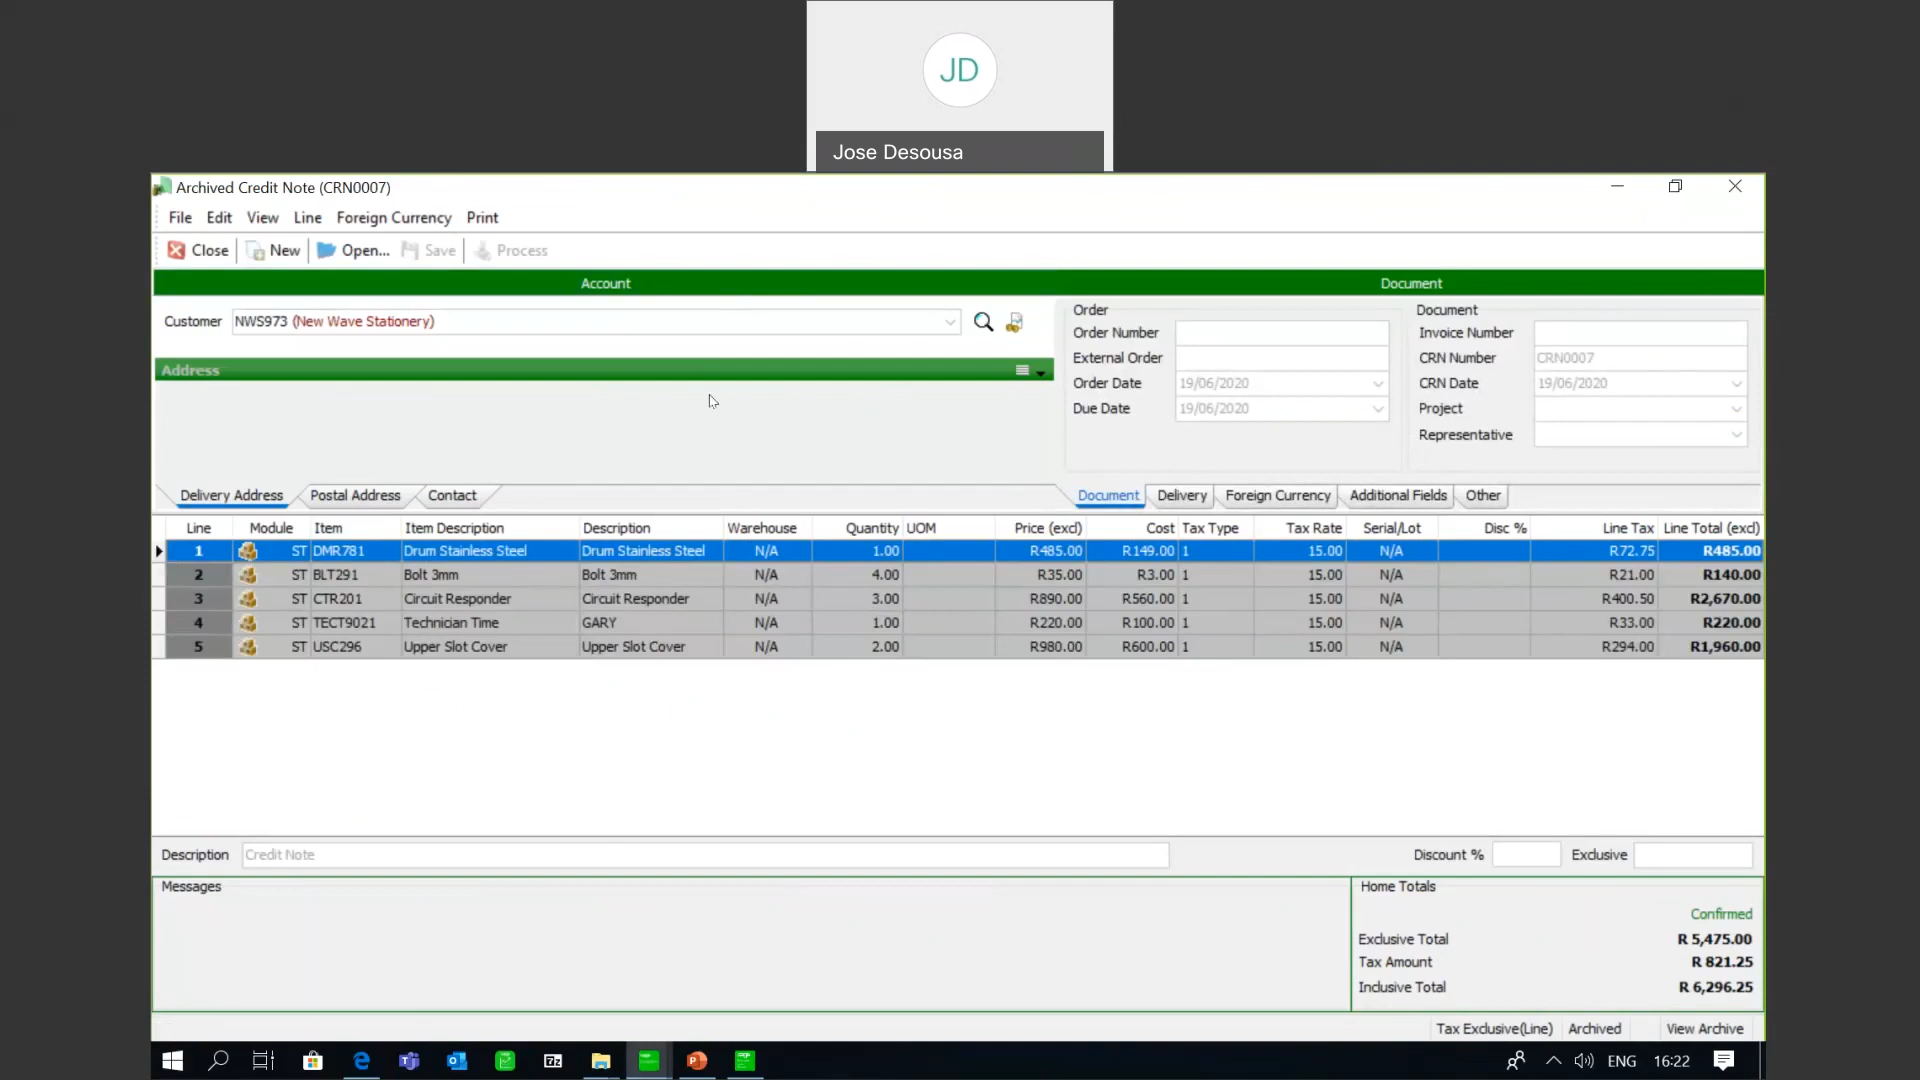 JD
Jose Desousa
Archived Credit Note (CRN0007)
File Edit View Line Foreign Currency Print
Close New Open... Save Process
Account Document
Customer NWS973 (New Wave Stationery)
Address
Order
Order Number
External Order
Order Date 19/06/2020
Due Date 19/06/2020
Document
Invoice Number
CRN Number CRN0007
CRN Date 19/06/2020
Project
Representative
Delivery Address Postal Address Contact
Document Delivery Foreign Currency Additional Fields Other
Line Module Item Item Description Description Warehouse Quantity UOM Price (excl) Cost Tax Type Tax Rate Serial/Lot Disc % Line Tax Line Total (excl)
1 ST DMR781 Drum Stainless Steel Drum Stainless Steel N/A 1.00 R485.00 R149.00 1 15.00 N/A R72.75 R485.00
2 ST BLT291 Bolt 3mm Bolt 3mm N/A 4.00 R35.00 R3.00 1 15.00 N/A R21.00 R140.00
3 ST CTR201 Circuit Responder Circuit Responder N/A 3.00 R890.00 R560.00 1 15.00 N/A R400.50 R2,670.00
4 ST TECT9021 Technician Time GARY N/A 1.00 R220.00 R100.00 1 15.00 N/A R33.00 R220.00
5 ST USC296 Upper Slot Cover Upper Slot Cover N/A 2.00 R980.00 R600.00 1 15.00 N/A R294.00 R1,960.00
Description Credit Note Discount % Exclusive
Messages
Home Totals
Confirmed
Exclusive Total R 5,475.00
Tax Amount R 821.25
Inclusive Total R 6,296.25
Tax Exclusive(Line) Archived View Archive
7z ENG 16:22